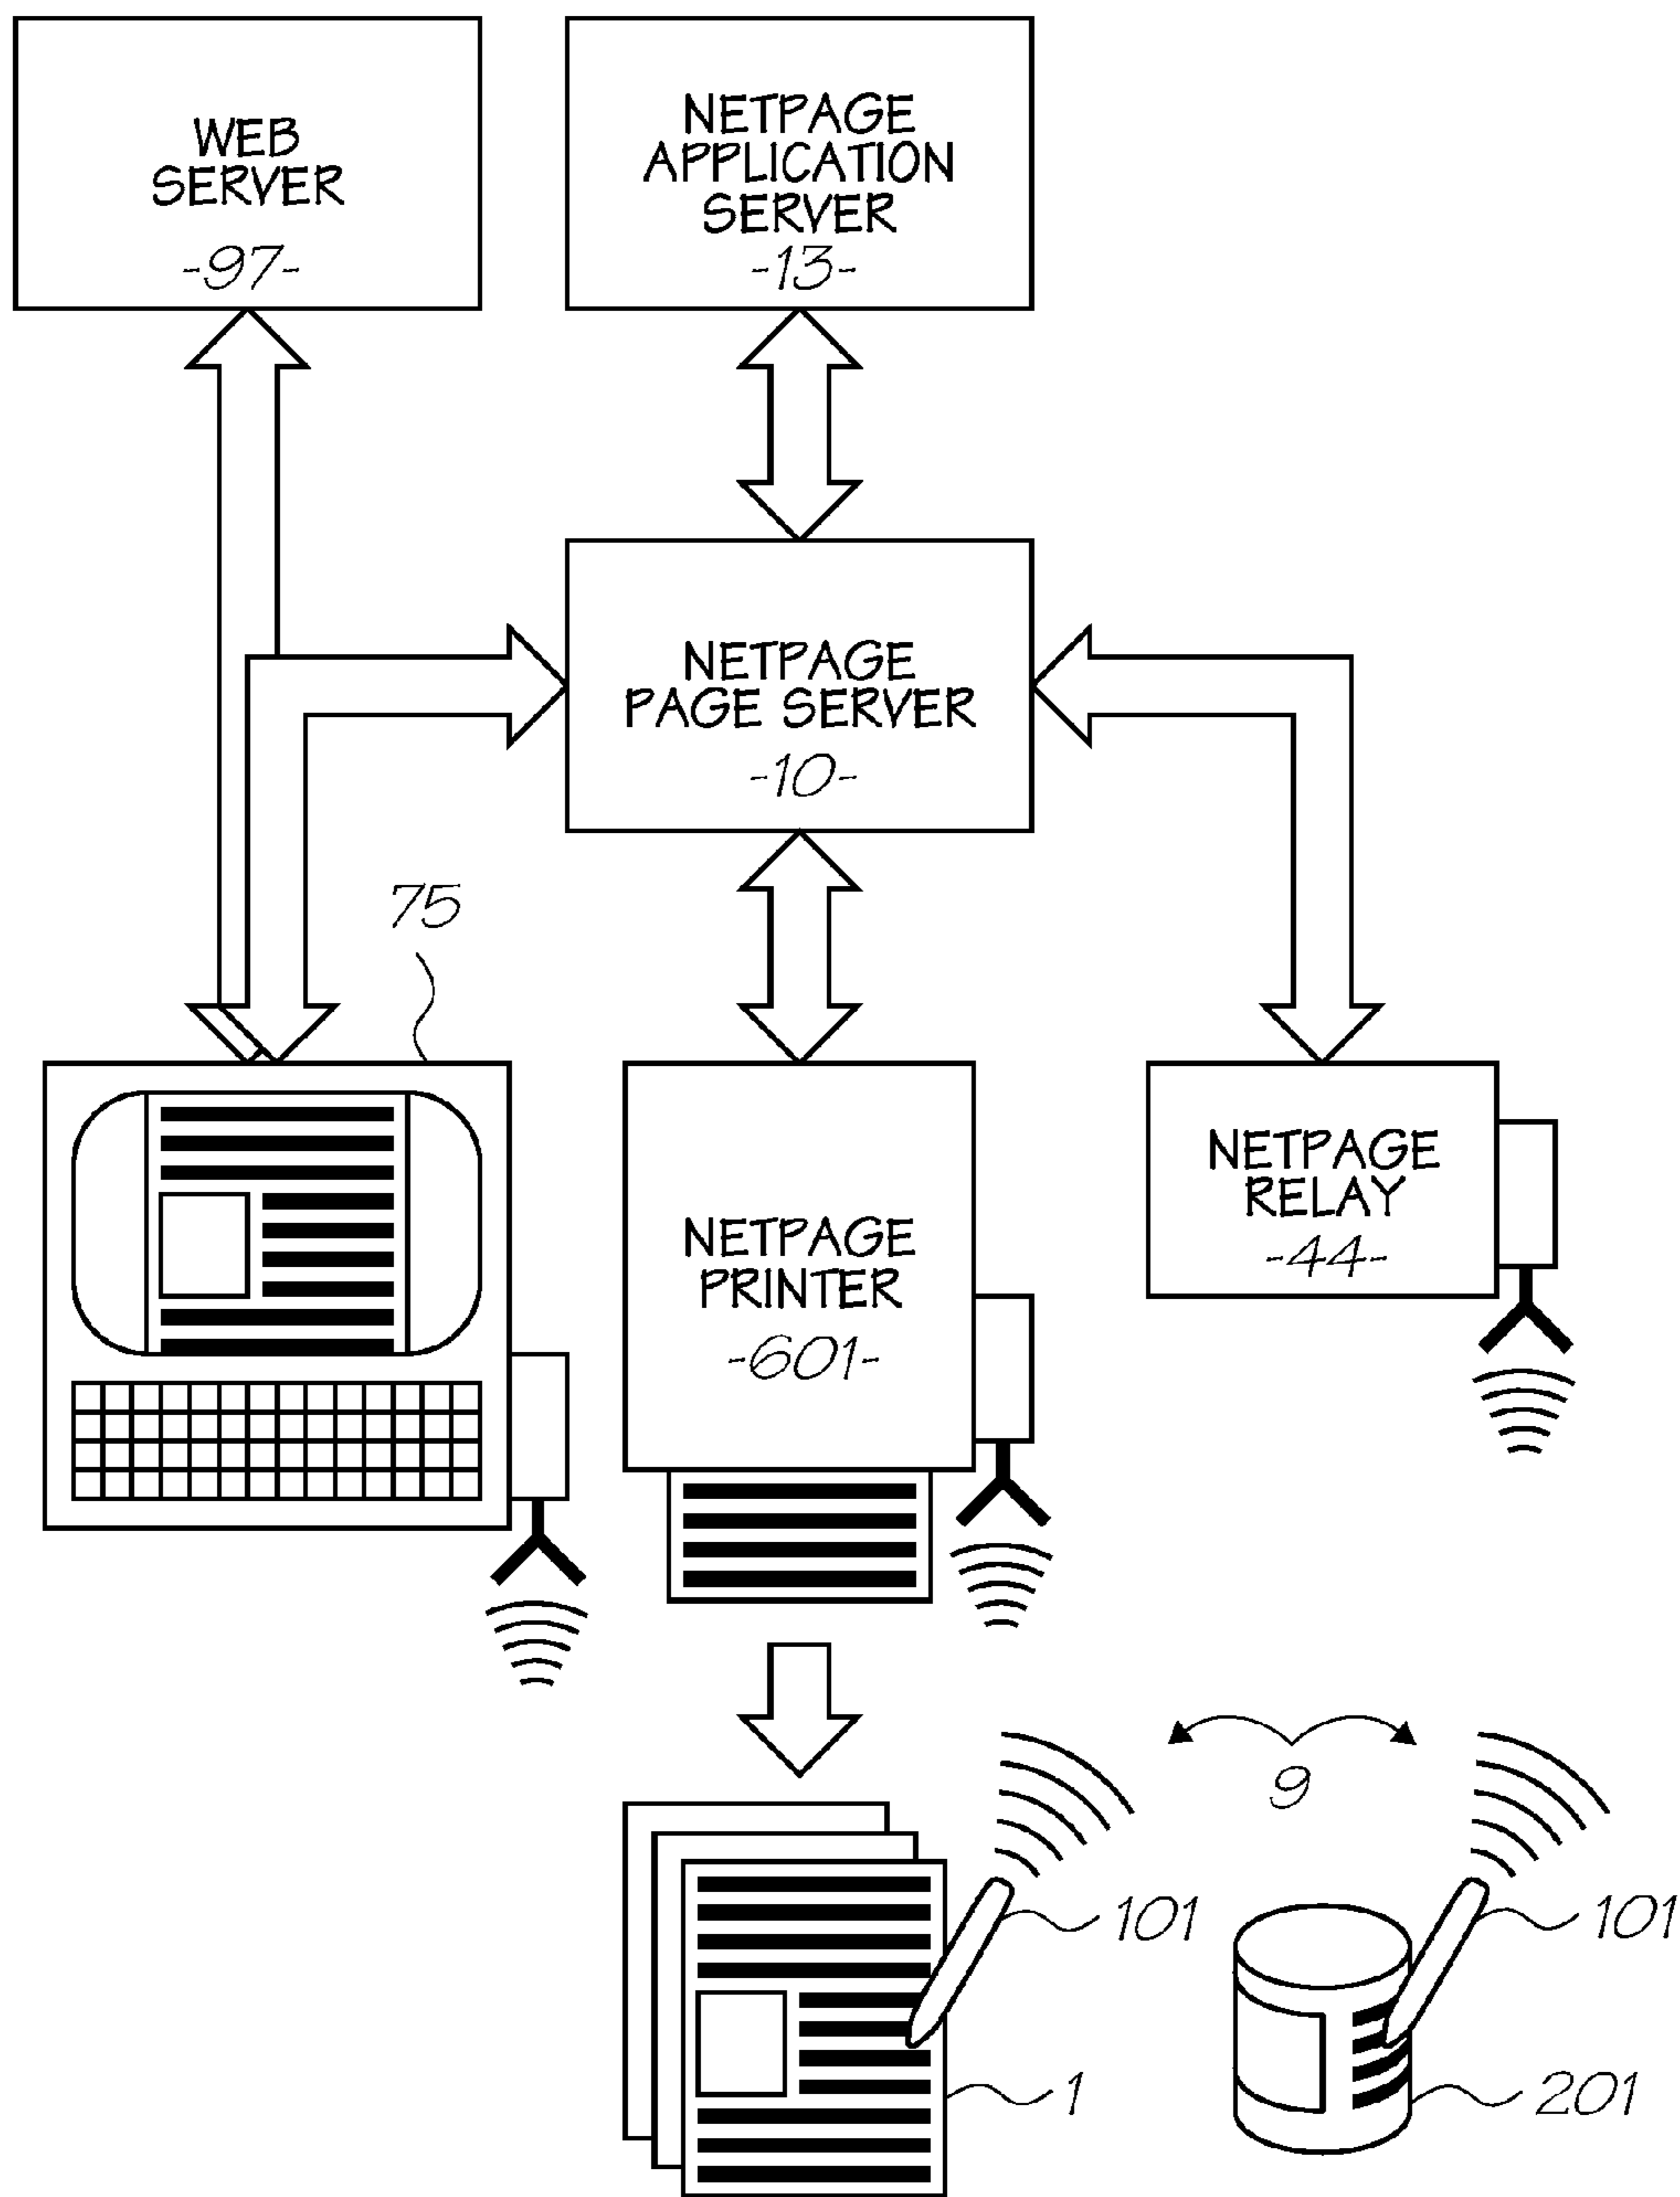 WEB
SERVER
-97-
NETPAGE
APPLICATION
SERVER
-13-
NETPAGE
PAGE SERVER
-10-
75
NETPAGE
PRINTER
-601-
NETPAGE
RELAY
-44-
9
101
101
1
201